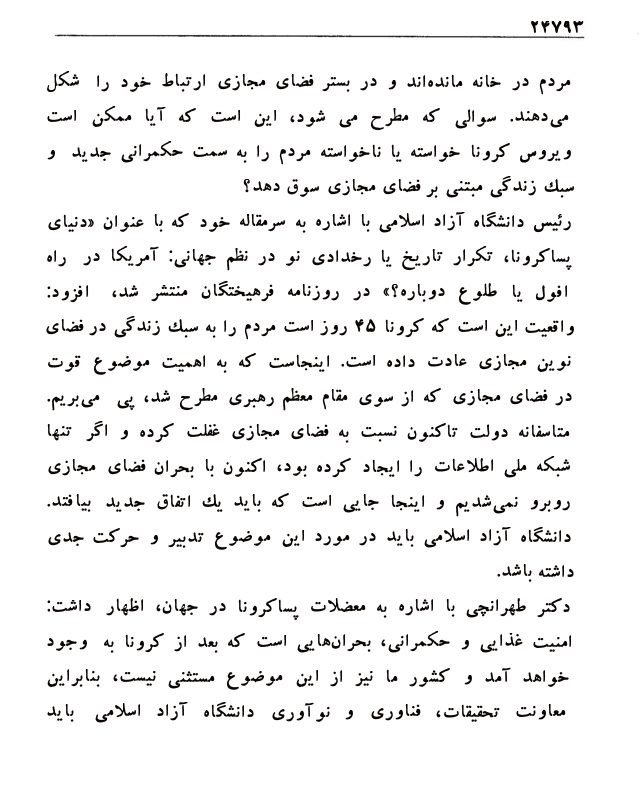 ۲۴۷۹۳
مردم در خانه مانده‌اند و در بستر فضای مجازی ارتباط خود را شکل
می‌دهند. سوالی که مطرح می شود، این است که آیا ممکن است
ویروس کرونا خواسته یا ناخواسته مردم را به سمت حکمرانی جدید و
سبك زندگی مبتنی بر فضای مجازی سوق دهد؟
رئیس دانشگاه آزاد اسلامی با اشاره به سرمقاله خود که با عنوان «دنیای
پساکرونا، تکرار تاریخ یا رخدادی نو در نظم جهانی: آمریکا در راه
افول یا طلوع دوباره؟» در روزنامه فرهیختگان منتشر شد، افزود:
واقعیت این است که کرونا ۴۵ روز است مردم را به سبك زندگی در فضای
نوین مجازی عادت داده است. اینجاست که به اهمیت موضوع قوت
در فضای مجازی که از سوی مقام معظم رهبری مطرح شد، پی می‌بریم.
متاسفانه دولت تاکنون نسبت به فضای مجازی غفلت کرده و اگر تنها
شبکه ملی اطلاعات را ایجاد کرده بود، اکنون با بحران فضای مجازی
روبرو نمی‌شدیم و اینجا جایی است که باید يك اتفاق جدید بیافتد.
دانشگاه آزاد اسلامی باید در مورد این موضوع تدبیر و حرکت جدی
داشته باشد.
دکتر طهرانچی با اشاره به معضلات پساکرونا در جهان، اظهار داشت:
امنیت غذایی و حکمرانی، بحران‌هایی است که بعد از کرونا به وجود
خواهد آمد و کشور ما نیز از این موضوع مستثنی نیست، بنابراین
معاونت تحقیقات، فناوری و نوآوری دانشگاه آزاد اسلامی باید